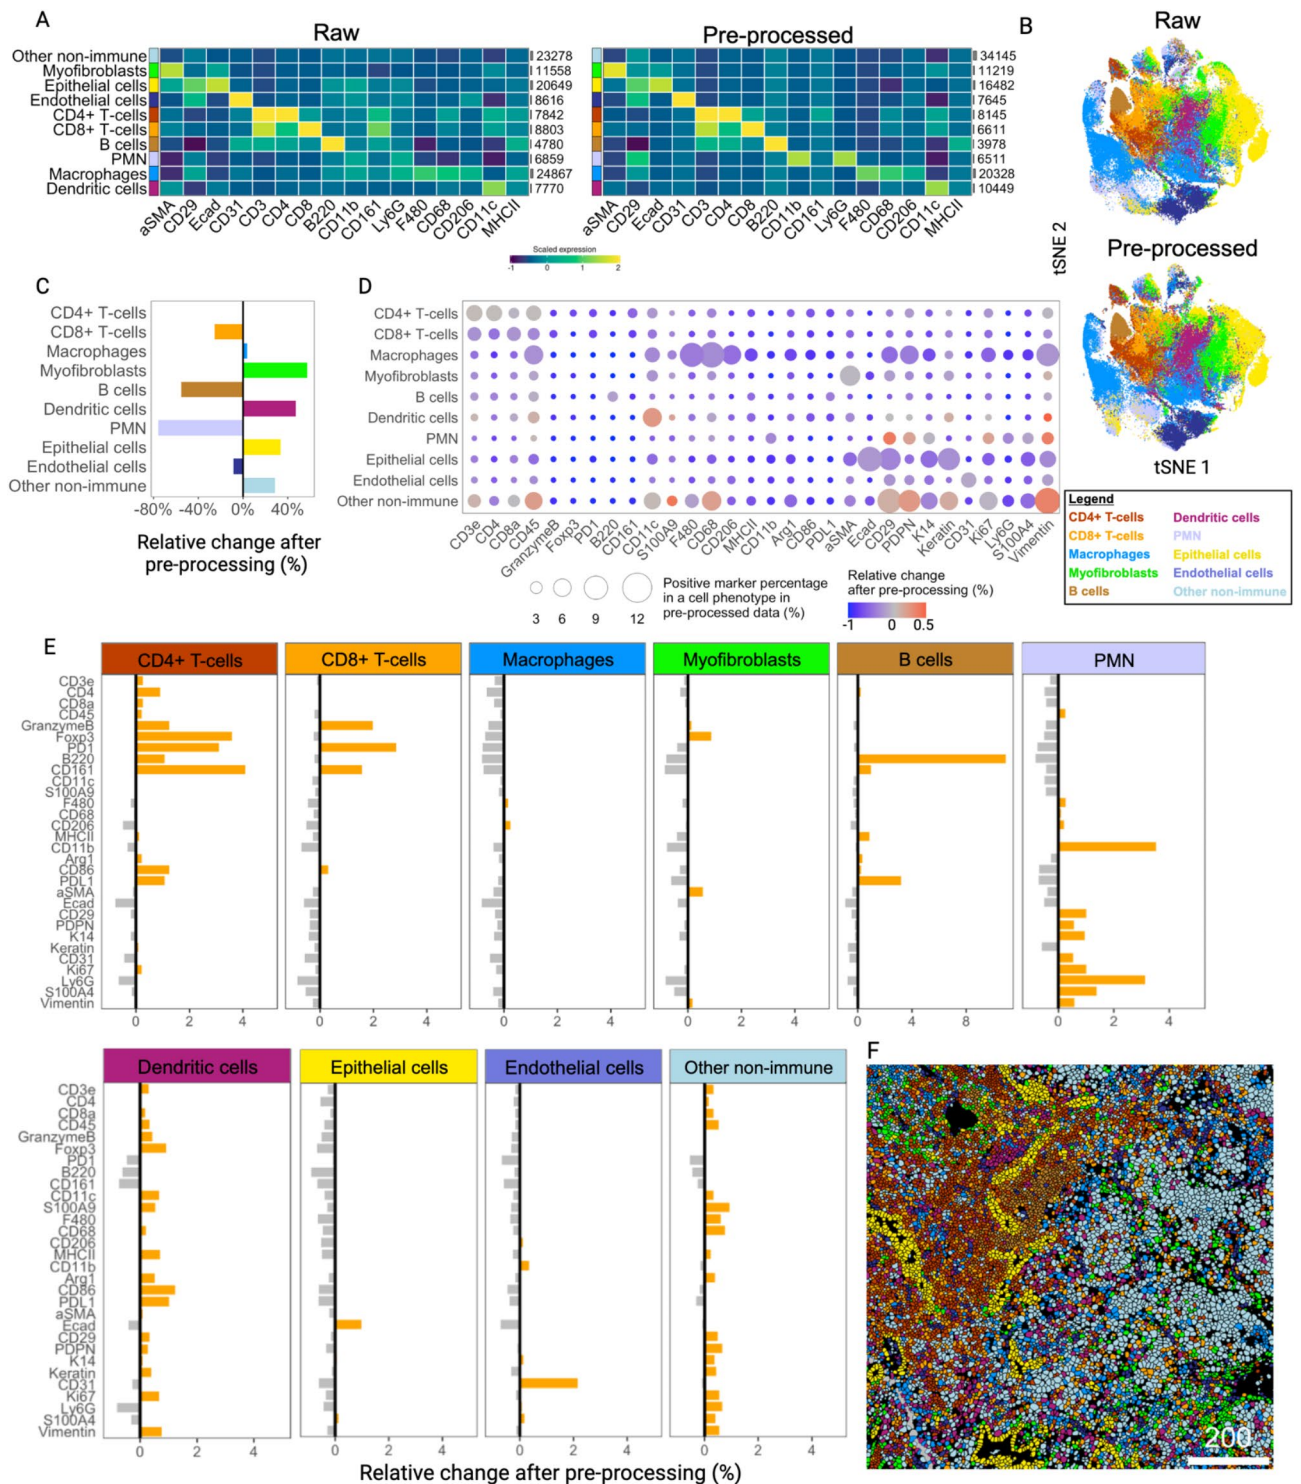 A
Raw
Pre-processed
B
Raw
Other non-immune
Myofibroblasts
Epithelial cells
Endothelial cells
CD4+ T-cells
CD8+ T-cells
B cells
PMN
Macrophages
Dendritic cells
23278
11558
20649
8616
7842
8803
4780
6859
24867
7770
34145
11219
16482
7645
8145
6611
3978
6511
20328
10449
aSMA
CD29
Ecad
CD31
CD3
CD4
CD8
B220
CD11b
CD161
Ly6G
F480
CD68
CD206
CD11c
MHCII
aSMA
CD29
Ecad
CD31
CD3
CD4
CD8
B220
CD11b
CD161
Ly6G
F480
CD68
CD206
CD11c
MHCII
Scaled expression
-1 0 1 2
Pre-processed
tSNE 2
tSNE 1
C
CD4+ T-cells
CD8+ T-cells
Macrophages
Myofibroblasts
B cells
Dendritic cells
PMN
Epithelial cells
Endothelial cells
Other non-immune
-80% -40% 0% 40%
Relative change after
pre-processing (%)
D
CD4+ T-cells
CD8+ T-cells
Macrophages
Myofibroblasts
B cells
Dendritic cells
PMN
Epithelial cells
Endothelial cells
Other non-immune
CD3e
CD4
CD8a
CD45
GranzymeB
Foxp3
PD1
B220
CD161
CD11c
S100A9
F480
CD68
CD206
MHCII
CD11b
Arg1
CD86
PDL1
aSMA
Ecad
CD29
PDPN
K14
Keratin
CD31
Ki67
Ly6G
S100A4
Vimentin
3 6 9 12
Positive marker percentage
in a cell phenotype in
pre-processed data (%)
Relative change
after pre-processing (%)
-1 0 0.5
Legend
CD4+ T-cells
CD8+ T-cells
Macrophages
Myofibroblasts
B cells
Dendritic cells
PMN
Epithelial cells
Endothelial cells
Other non-immune
E
CD4+ T-cells
CD8+ T-cells
Macrophages
Myofibroblasts
B cells
PMN
CD3e
CD4
CD8a
CD45
GranzymeB
Foxp3
PD1
B220
CD161
CD11c
S100A9
F480
CD68
CD206
MHCII
CD11b
Arg1
CD86
PDL1
aSMA
Ecad
CD29
PDPN
K14
Keratin
CD31
Ki67
Ly6G
S100A4
Vimentin
0 2 4
0 2 4
0 2 4
0 2 4
0 4 8
0 2 4
Dendritic cells
Epithelial cells
Endothelial cells
Other non-immune
CD3e
CD4
CD8a
CD45
GranzymeB
Foxp3
PD1
B220
CD161
CD11c
S100A9
F480
CD68
CD206
MHCII
CD11b
Arg1
CD86
PDL1
aSMA
Ecad
CD29
PDPN
K14
Keratin
CD31
Ki67
Ly6G
S100A4
Vimentin
0 2 4
0 2 4
0 2 4
0 2 4
Relative change after pre-processing (%)
F
200